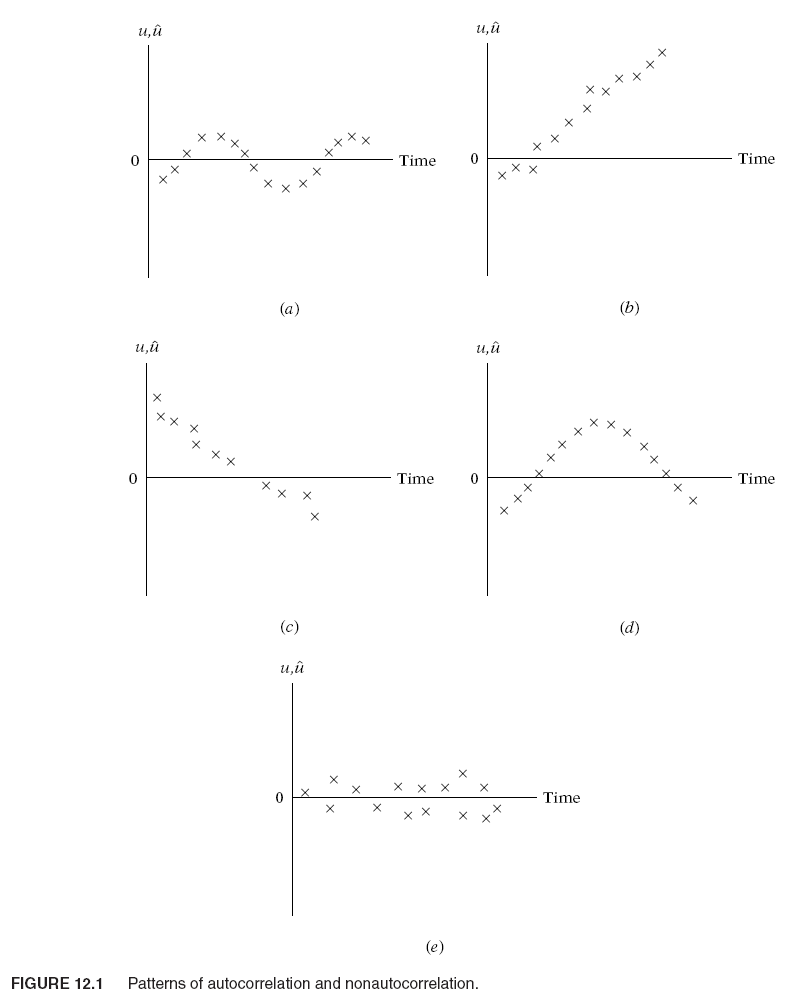 u,û
u,û
0
Time
0
Time
(a)
(b)
u,û
u,û
0
Time
0
Time
(c)
(d)
u,û
0
Time
(e)
FIGURE 12.1 Patterns of autocorrelation and nonautocorrelation.